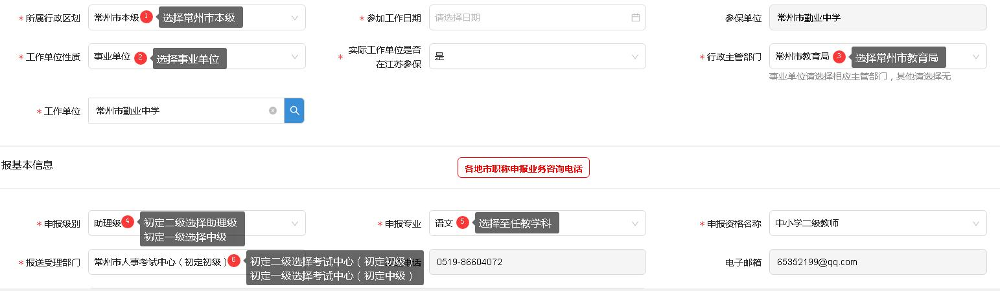 * 所属行政区划 常州市本级 1 选择常州市本级 * 参加工作日期 请选择日期 参保单位 常州市勤业中学
* 工作单位性质 事业单位 2 选择事业单位 * 实际工作单位是否在江苏参保 是 * 行政主管部门 常州市教育局 3 选择常州市教育局
事业单位请选择相应主管部门，其他请选择无
* 工作单位 常州市勤业中学
报基本信息 各地市职称申报业务咨询电话
* 申报级别 助理级 4 初定二级选择助理级 * 申报专业 语文 5 选择至任教学科 * 申报资格名称 中小学二级教师
初定一级选择中级
* 报送受理部门 常州市人事考试中心（初定初级） 6 初定二级选择考试中心（初定初级） 电话 0519-86604072 电子邮箱 65352199@qq.com
初定一级选择考试中心（初定中级）